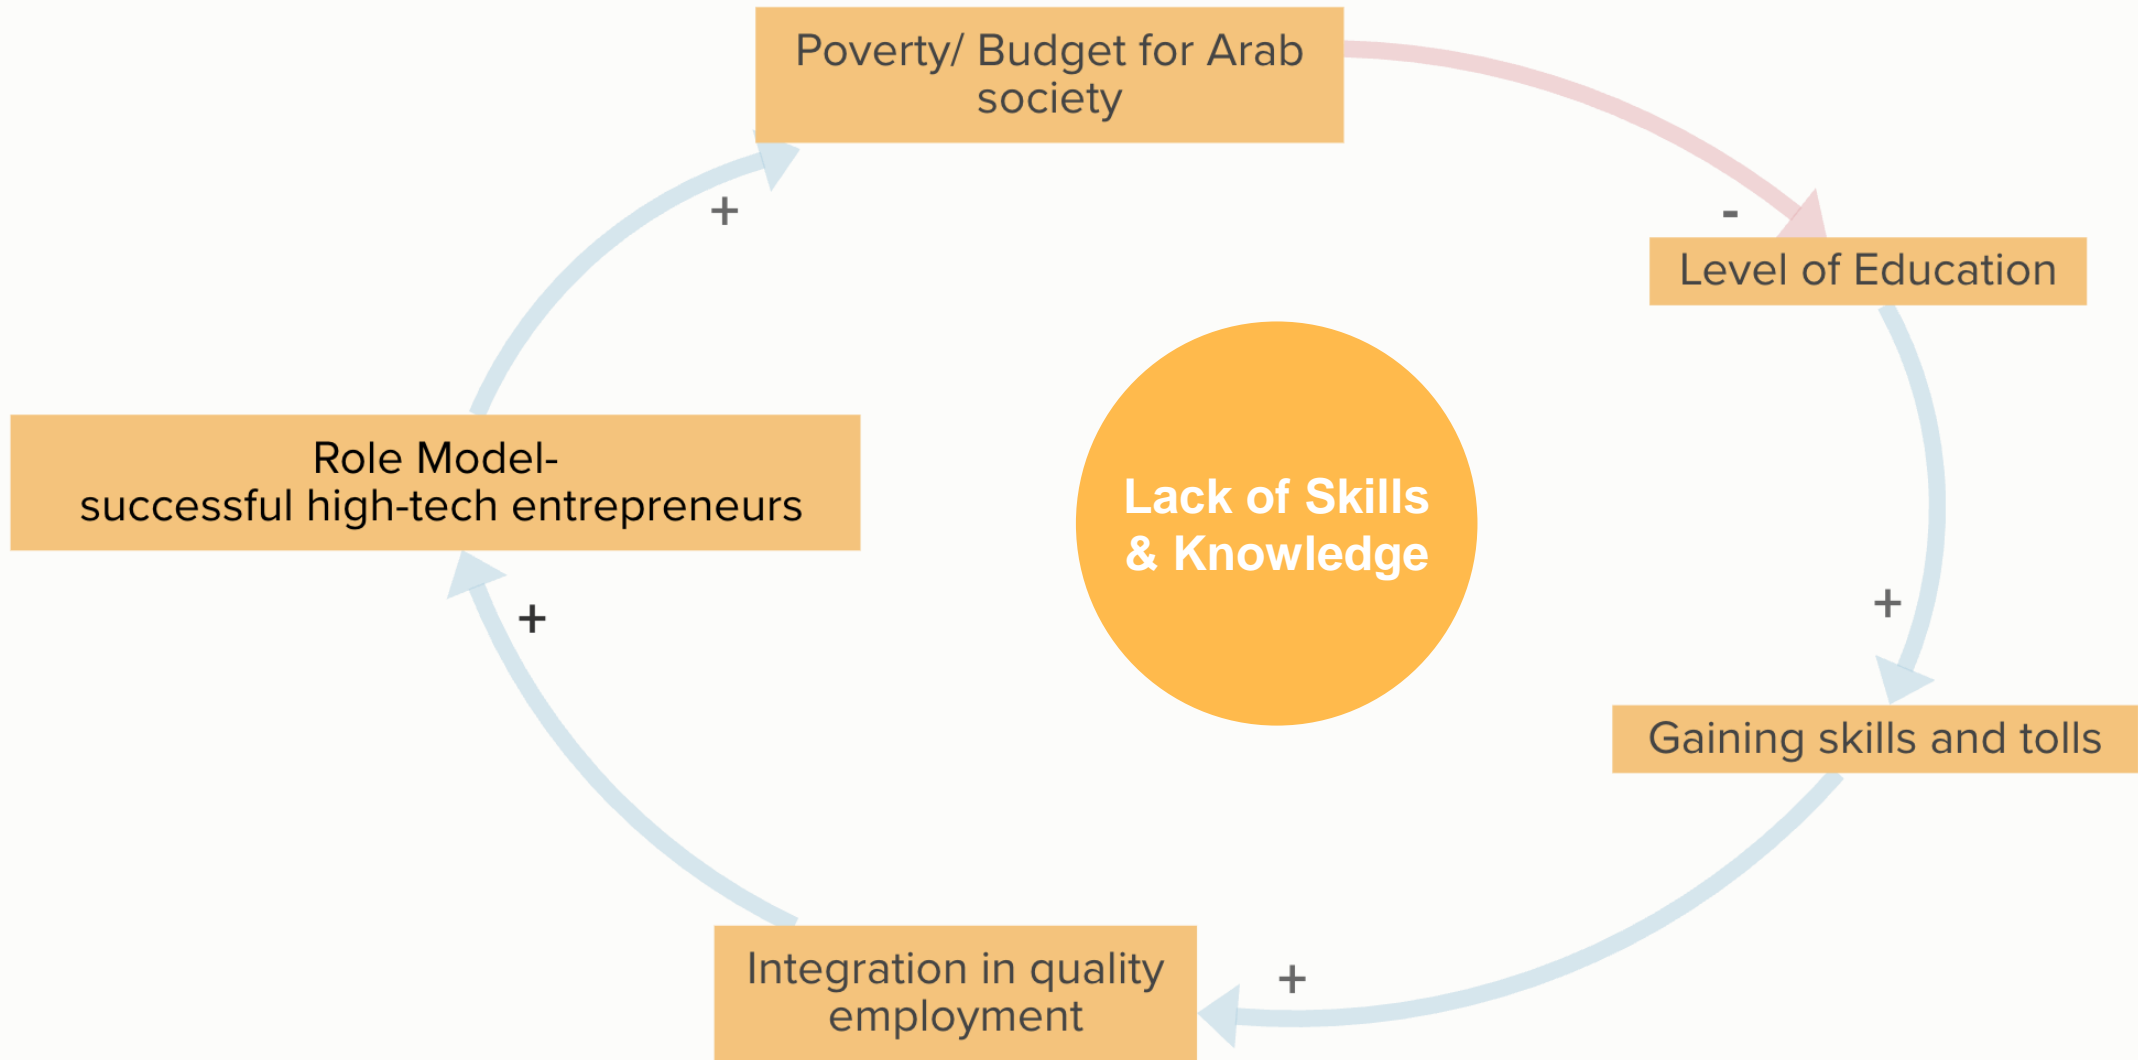 Poverty/ Budget for Arab
society
-
Level of Education
+
Gaining skills and tolls
+
Integration in quality
employment
+
Role Model-
successful high-tech entrepreneurs
+
Lack of Skills
& Knowledge